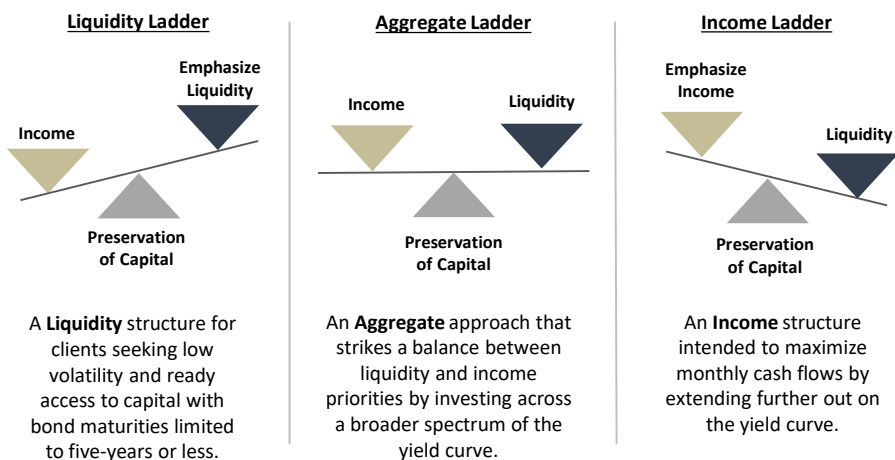 Liquidity Ladder
Emphasize
Liquidity
Income
Preservation
of Capital
A Liquidity structure for
clients seeking low
volatility and ready
access to capital with
bond maturities limited
to five-years or less.
Aggregate Ladder
Income
Liquidity
Preservation
of Capital
An Aggregate approach that
strikes a balance between
liquidity and income
priorities by investing across
a broader spectrum of the
yield curve.
Income Ladder
Emphasize
Income
Liquidity
Preservation
of Capital
An Income structure
intended to maximize
monthly cash flows by
extending further out on
the yield curve.